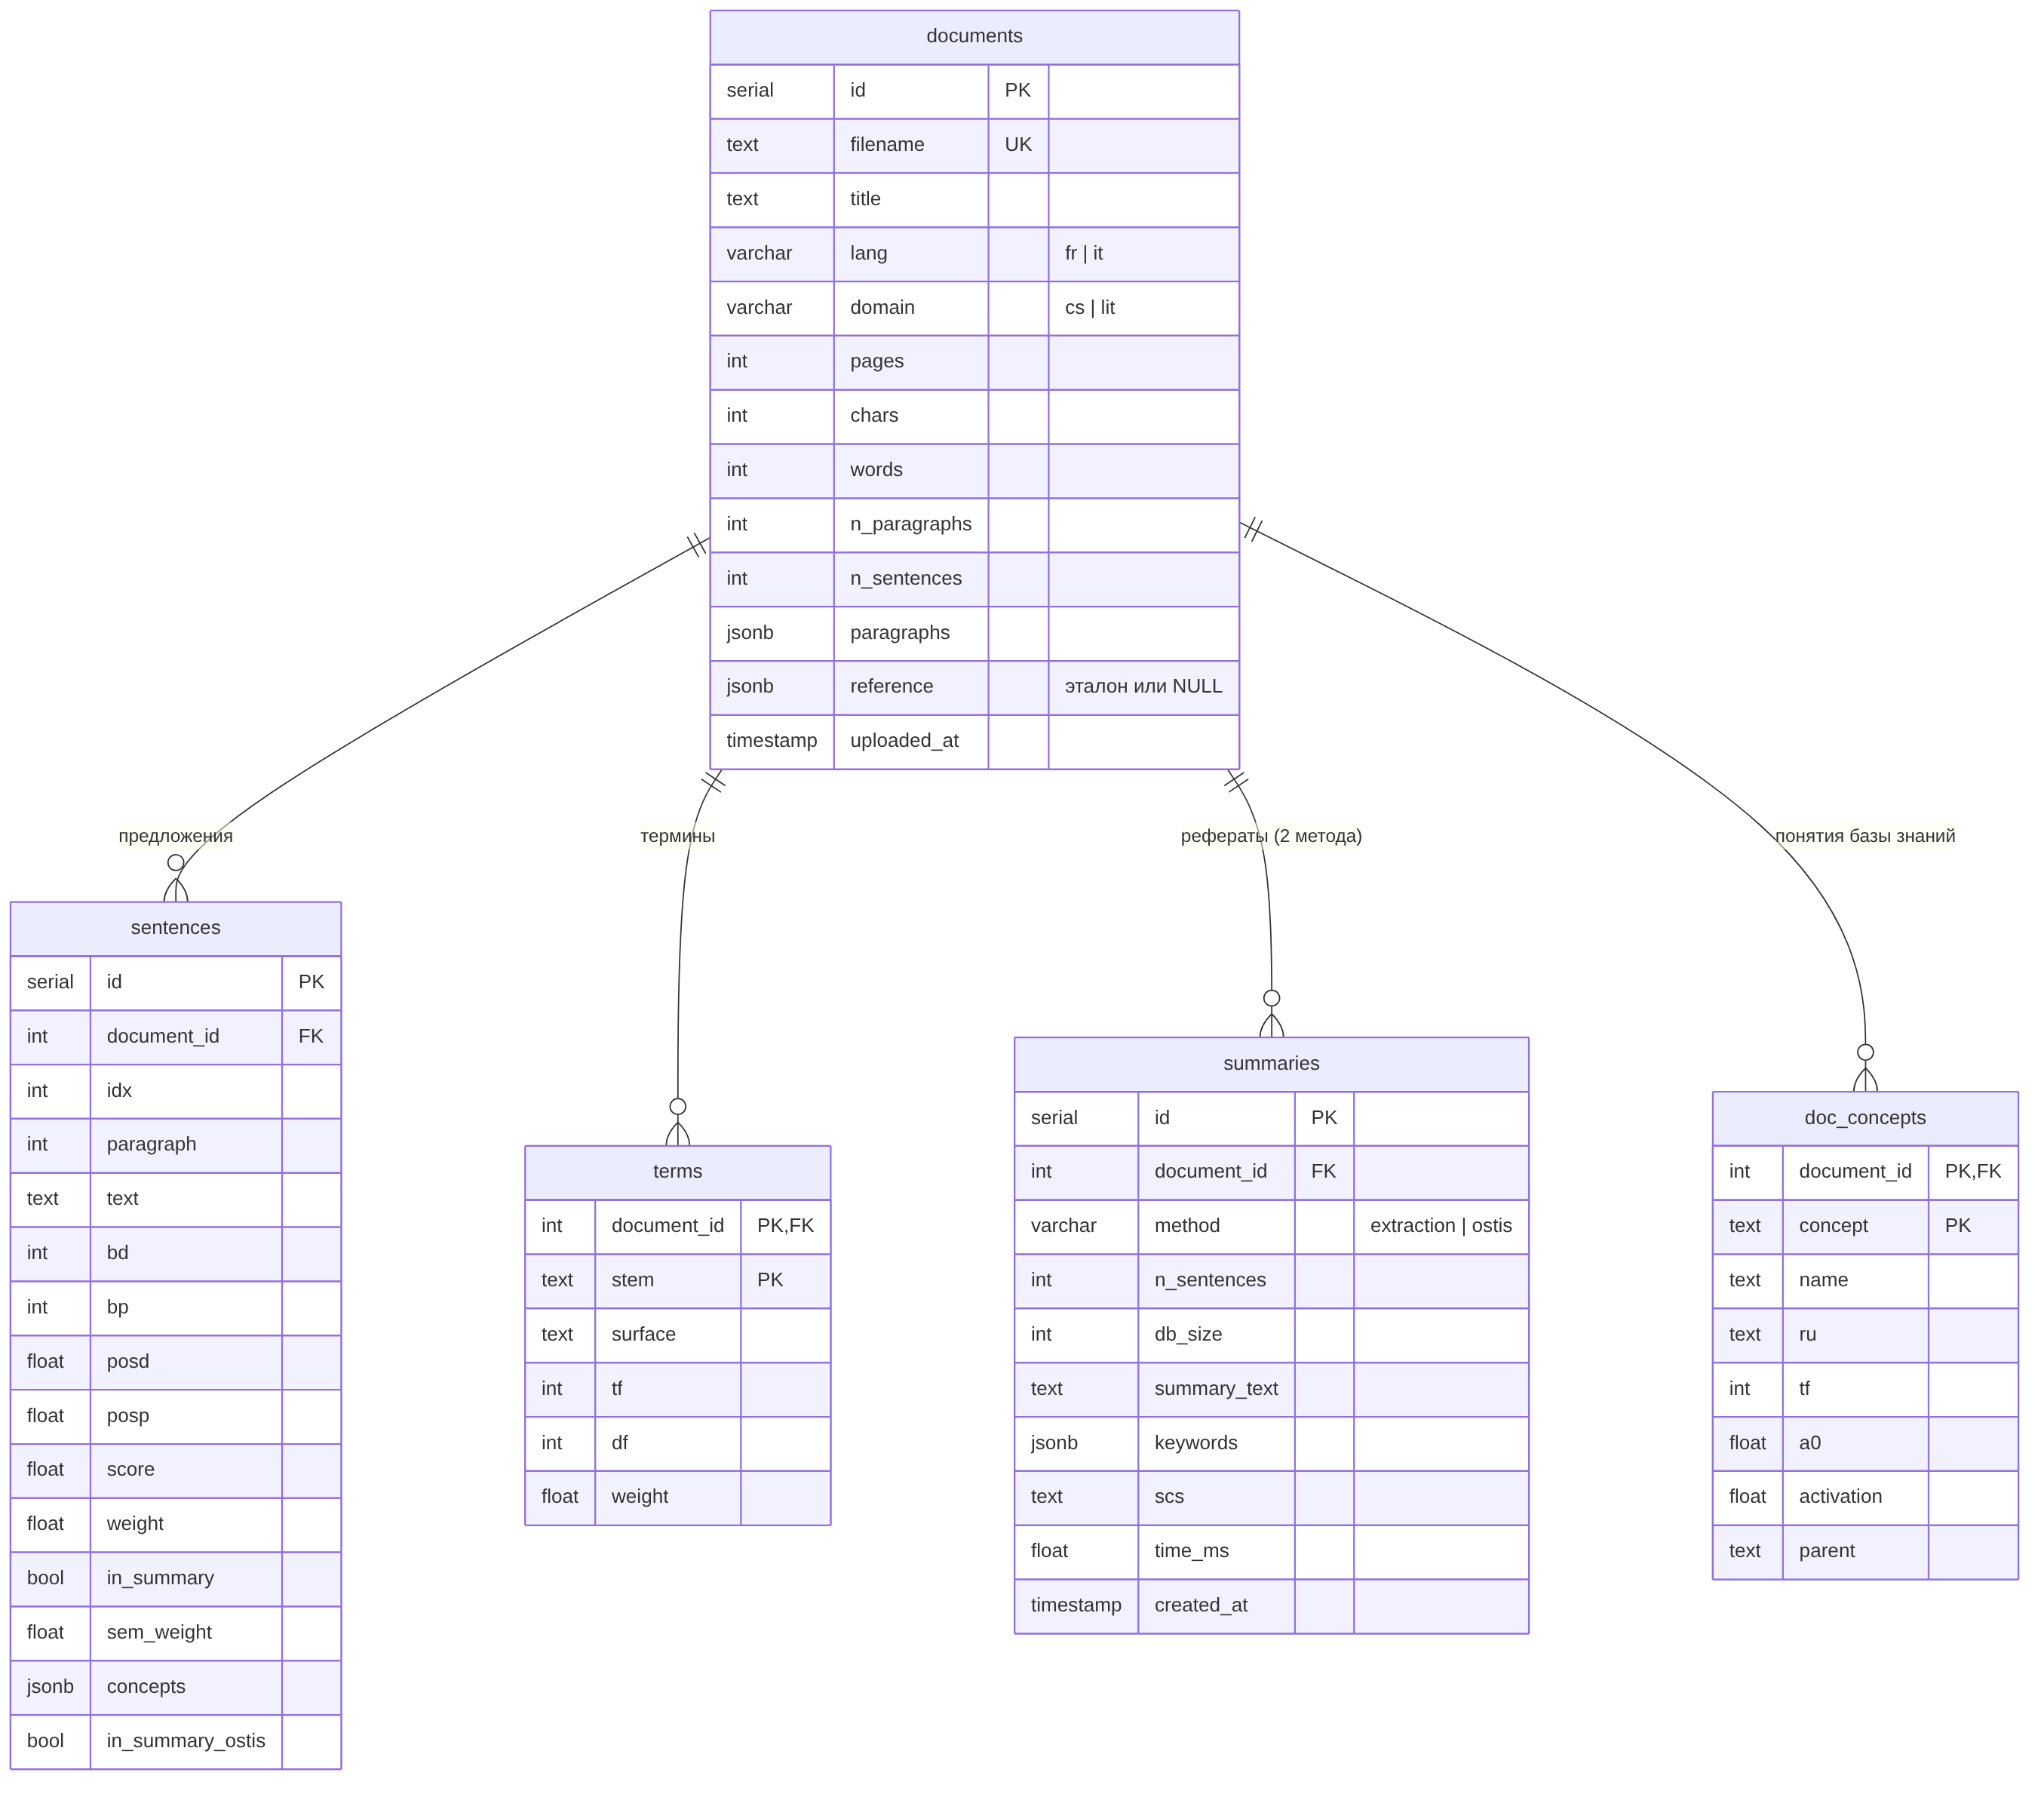 documents
serial id PK
text filename UK
text title
varchar lang fr | it
varchar domain cs | lit
int pages
int chars
int words
int n_paragraphs
int n_sentences
jsonb paragraphs
jsonb reference эталон или NULL
timestamp uploaded_at
предложения
термины
рефераты (2 метода)
понятия базы знаний
sentences
serial id PK
int document_id FK
int idx
int paragraph
text text
int bd
int bp
float posd
float posp
float score
float weight
bool in_summary
float sem_weight
jsonb concepts
bool in_summary_ostis
terms
int document_id PK,FK
text stem PK
text surface
int tf
int df
float weight
summaries
serial id PK
int document_id FK
varchar method extraction | ostis
int n_sentences
int db_size
text summary_text
jsonb keywords
text scs
float time_ms
timestamp created_at
doc_concepts
int document_id PK,FK
text concept PK
text name
text ru
int tf
float a0
float activation
text parent